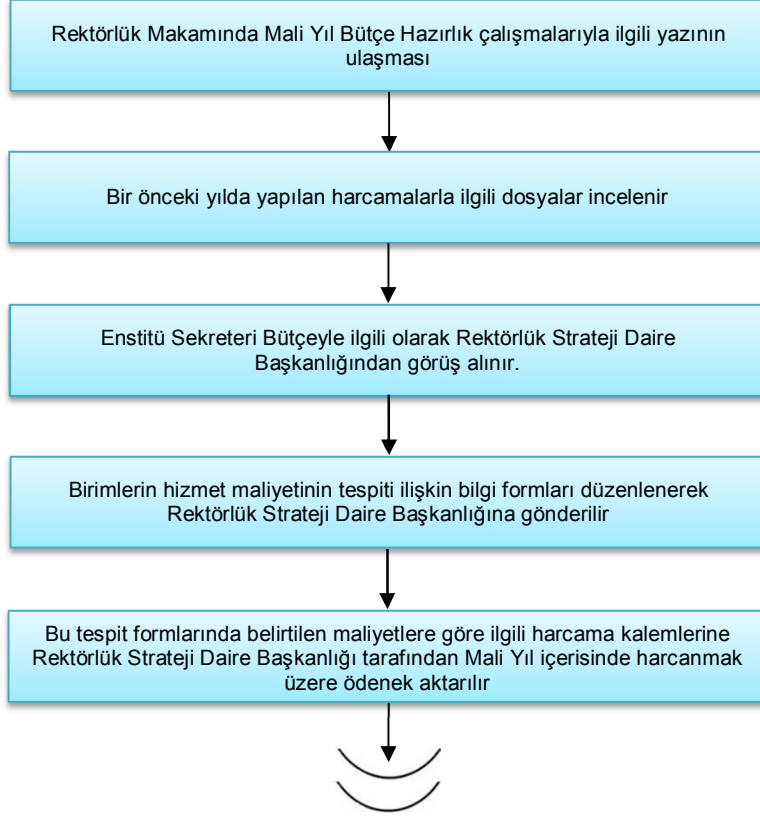 Rektörlük Makamında Mali Yıl Bütçe Hazırlık çalışmalarıyla ilgili yazının
ulaşması
Bir önceki yılda yapılan harcamalarla ilgili dosyalar incelenir
Enstitü Sekreteri Bütçeyle ilgili olarak Rektörlük Strateji Daire
Başkanlığından görüş alınır.
Birimlerin hizmet maliyetinin tespiti ilişkin bilgi formları düzenlenerek
Rektörlük Strateji Daire Başkanlığına gönderilir
Bu tespit formlarında belirtilen maliyetlere göre ilgili harcama kalemlerine
Rektörlük Strateji Daire Başkanlığı tarafından Mali Yıl içerisinde harcanmak
üzere ödenek aktarılır